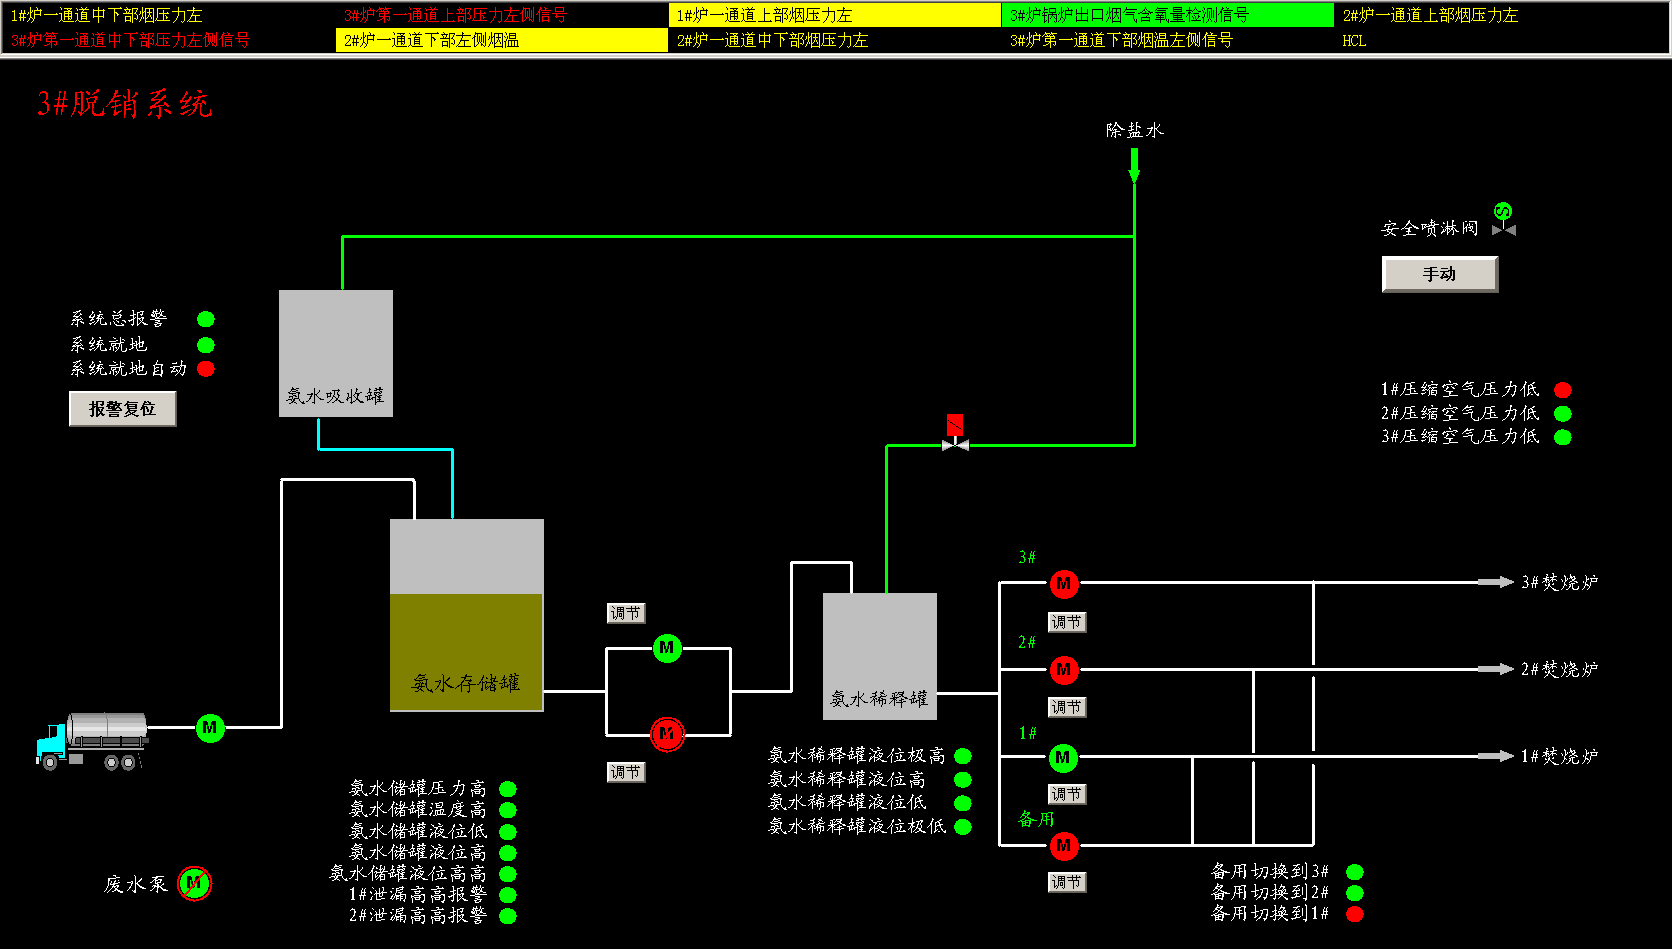 1#炉一通道中下部烟压力左
3#炉第一通道上部压力左侧信号
1#炉一通道上部烟压力左
3#炉锅炉出口烟气含氧量检测信号
2#炉一通道上部烟压力左
3#炉第一通道中下部压力左侧信号
2#炉一通道下部左侧烟温
2#炉一通道中下部烟压力左
3#炉第一通道下部烟温左侧信号
HCL
3#脱销系统
除盐水
安全喷淋阀
手动
系统总报警
系统就地
系统就地自动
报警复位
氨水吸收罐
1#压缩空气压力低
2#压缩空气压力低
3#压缩空气压力低
3#
M
3#焚烧炉
调节
调节
2#
M
2#焚烧炉
M
氨水存储罐
氨水稀释罐
调节
M
M
1#
M
1#焚烧炉
调节
调节
氨水稀释罐液位极高
氨水稀释罐液位高
氨水稀释罐液位低
氨水稀释罐液位极低
备用
M
调节
氨水储罐压力高
氨水储罐温度高
氨水储罐液位低
氨水储罐液位高
氨水储罐液位高高
1#泄漏高高报警
2#泄漏高高报警
废水泵
M
备用切换到3#
备用切换到2#
备用切换到1#